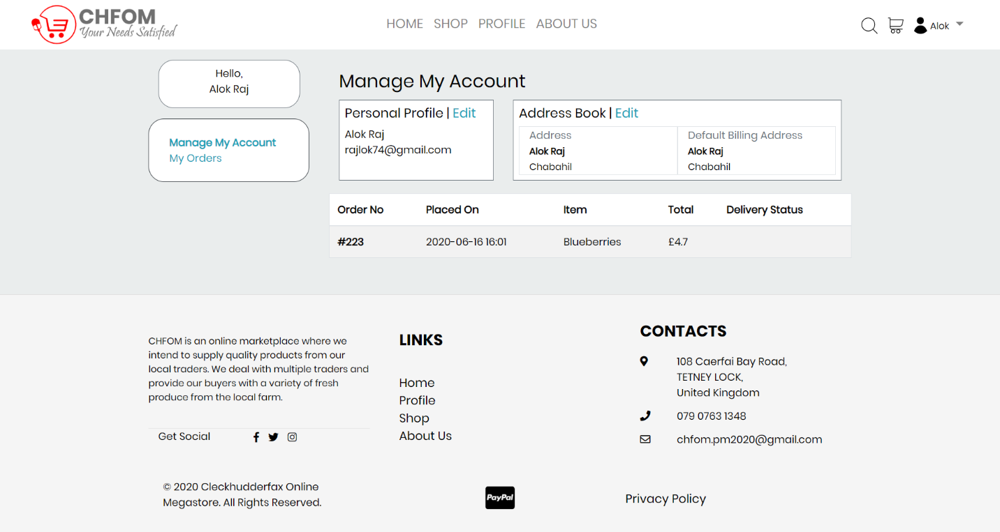 CHFOM
Your Needs Satisfied
HOME SHOP PROFILE ABOUT US
Alok
Hello,
Alok Raj
Manage My Account
My Orders
Manage My Account
Personal Profile | Edit
Alok Raj
rajlok74@gmail.com
Address Book | Edit
Address
Alok Raj
Chabahil
Default Billing Address
Alok Raj
Chabahil
Order No Placed On Item Total Delivery Status
#223 2020-06-16 16:01 Blueberries £4.7
CHFOM is an online marketplace where we
intend to supply quality products from our
local traders. We deal with multiple traders and
provide our buyers with a variety of fresh
produce from the local farm.
Get Social
LINKS
Home
Profile
Shop
About Us
CONTACTS
108 Caerfai Bay Road,
TETNEY LOCK,
United Kingdom
079 0763 1348
chfom.pm2020@gmail.com
© 2020 Cleckhudderfax Online
Megastore. All Rights Reserved.
PayPal
Privacy Policy